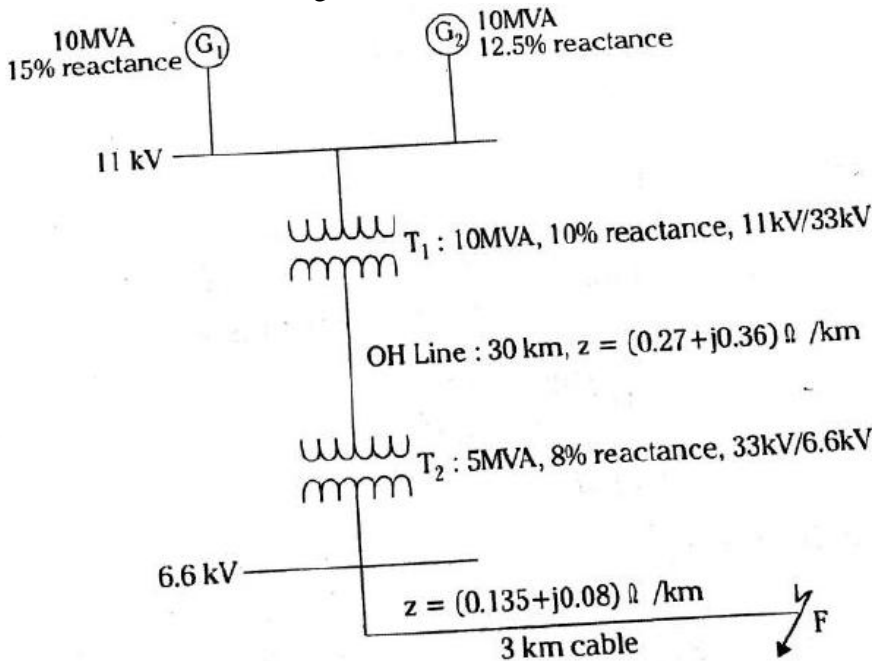 10MVA
15% reactance
G1
G2
10MVA
12.5% reactance
11 kV
T1 : 10MVA, 10% reactance, 11kV/33kV
OH Line : 30 km, z = (0.27+j0.36) Ω /km
T2 : 5MVA, 8% reactance, 33kV/6.6kV
6.6 kV
z = (0.135+j0.08) Ω /km
3 km cable
F